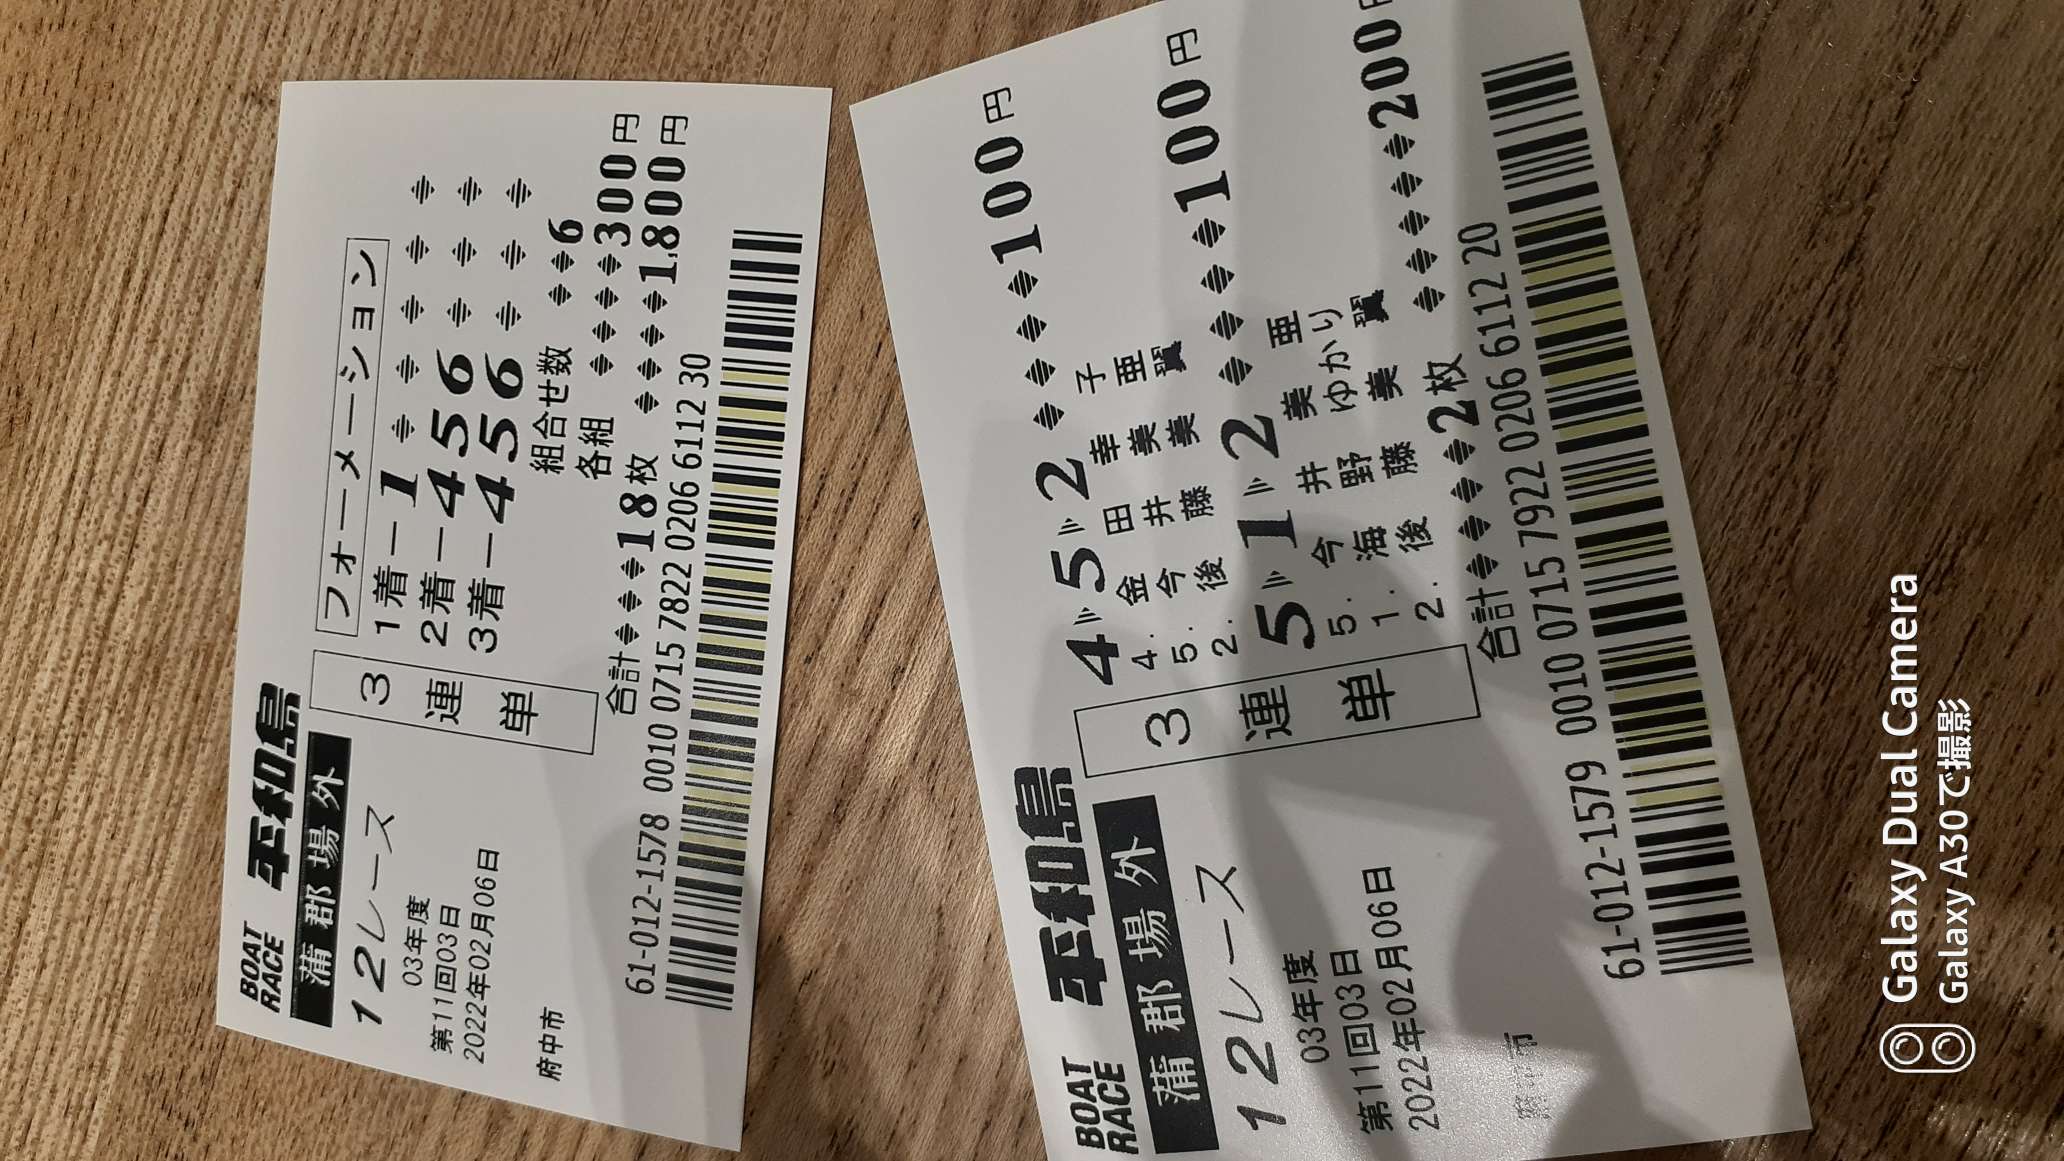 BOAT RACE 平和島
蒲郡場外
12レース
03年度
第11回03日
2022年02月06日
府中市
3連単
フォーメーション
1着－1
2着－456
3着－456
組合せ数 6
各組 300円
合計 18枚 1,800円
61-012-1578 0010 0715 7822 0206 6112 30
BOAT RACE 平和島
蒲郡場外
12レース
03年度
第11回03日
2022年02月06日
府中市
3連単
4 5 2 100円
4. 金田幸子
5. 今井美亜
2. 後藤美翼
5 1 2 100円
5. 今井美亜
1. 海野ゆかり
2. 後藤美翼
合計 2枚 200円
61-012-1579 0010 0715 7922 0206 6112 20
Galaxy Dual Camera
Galaxy A30で撮影